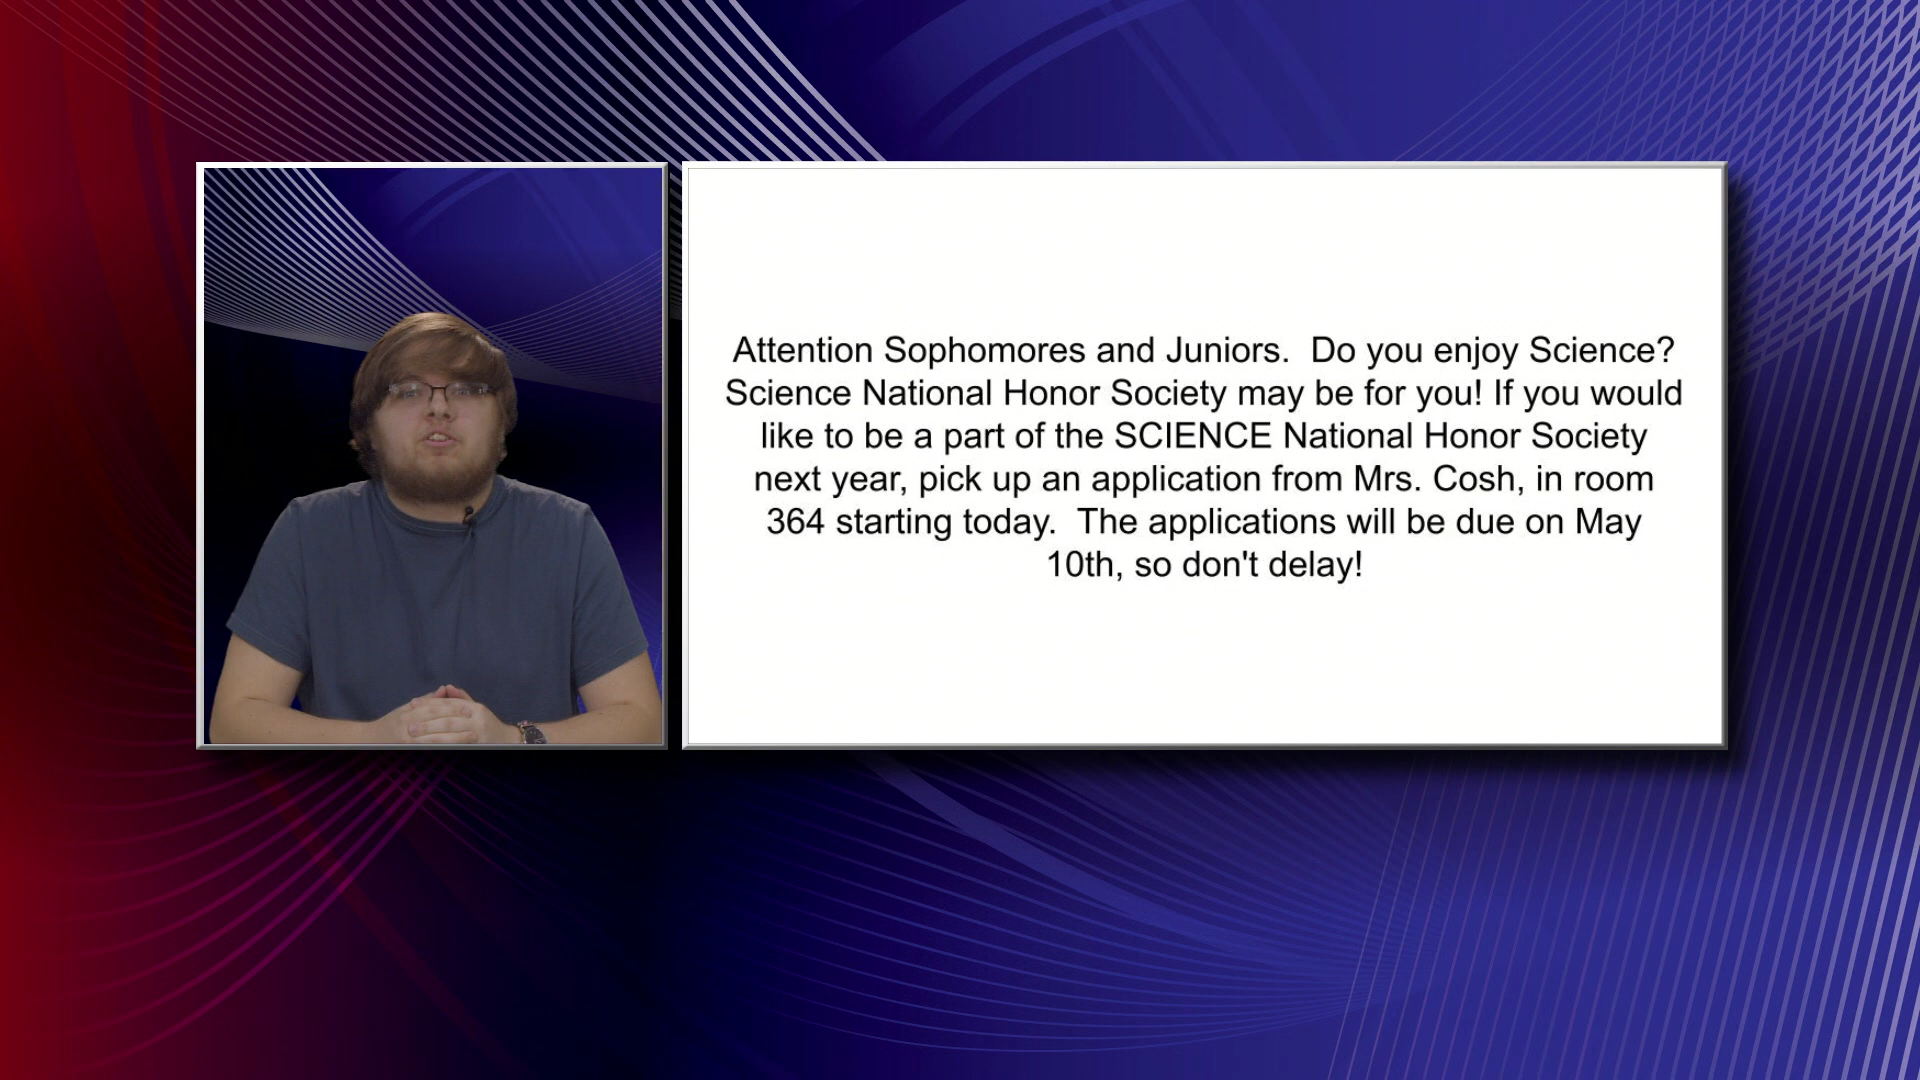 Attention Sophomores and Juniors.  Do you enjoy Science?
Science National Honor Society may be for you! If you would
like to be a part of the SCIENCE National Honor Society
next year, pick up an application from Mrs. Cosh, in room
364 starting today.  The applications will be due on May
10th, so don't delay!